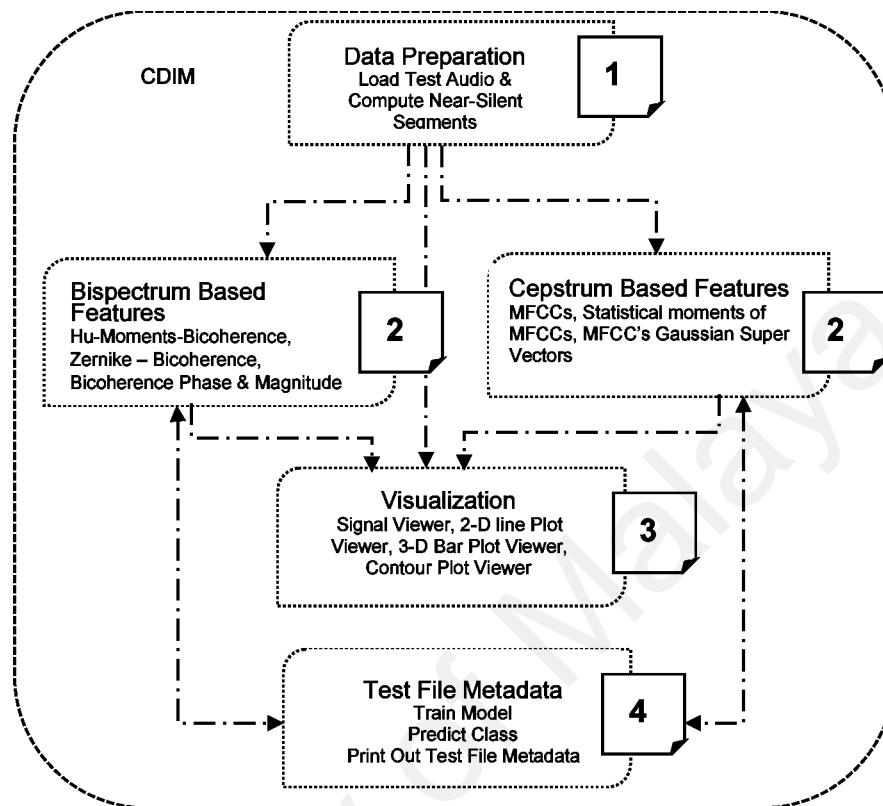 CDIM
Data Preparation
Load Test Audio &
Compute Near-Silent
Segments
1
Bispectrum Based
Features
Hu-Moments-Bicoherence,
Zernike – Bicoherence,
Bicoherence Phase & Magnitude
2
Cepstrum Based Features
MFCCs, Statistical moments of
MFCCs, MFCC's Gaussian Super
Vectors
2
Visualization
Signal Viewer, 2-D line Plot
Viewer, 3-D Bar Plot Viewer,
Contour Plot Viewer
3
Test File Metadata
Train Model
Predict Class
Print Out Test File Metadata
4
of Malaya